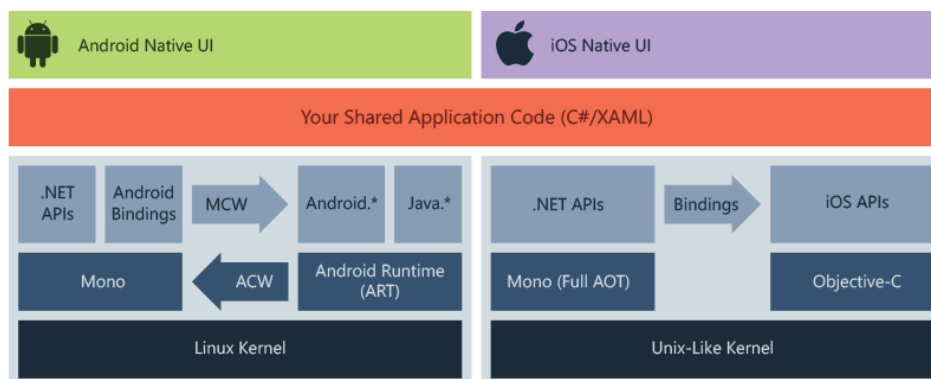 Android Native UI
iOS Native UI
Your Shared Application Code (C#/XAML)
.NET
APIs
Android
Bindings
MCW
Android.*
Java.*
.NET APIs
Bindings
iOS APIs
Mono
ACW
Android Runtime
(ART)
Mono (Full AOT)
Objective-C
Linux Kernel
Unix-Like Kernel